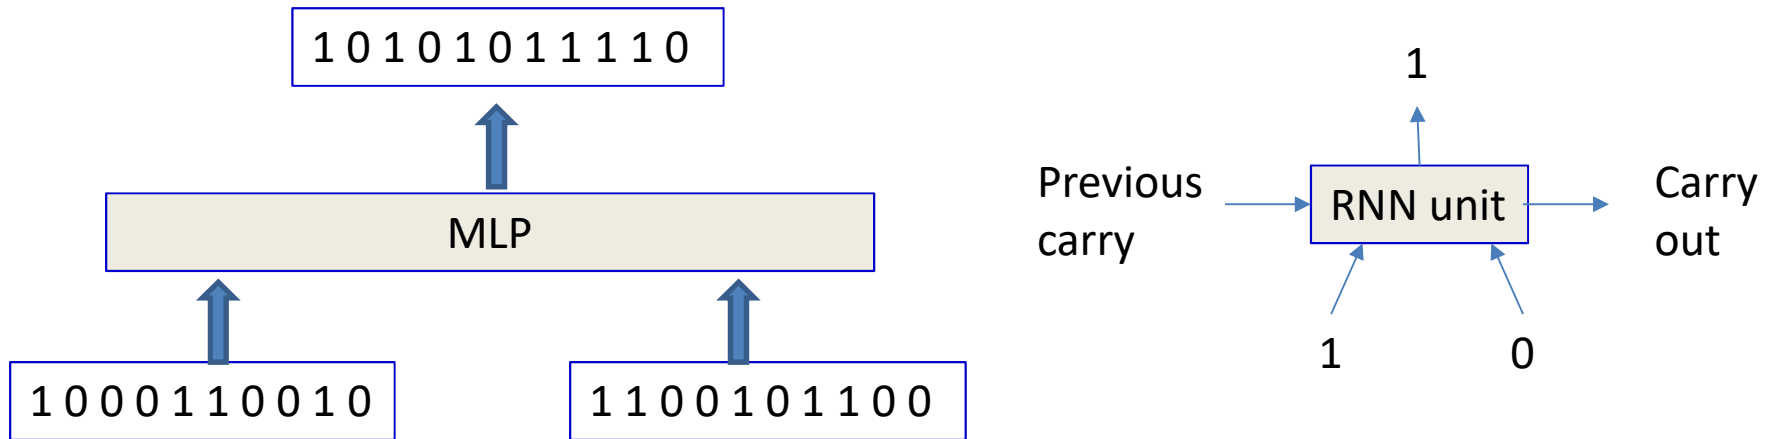 1 0 1 0 1 0 1 1 1 1 0
MLP
1 0 0 0 1 1 0 0 1 0
1 1 0 0 1 0 1 1 0 0
1
Previous
carry
RNN unit
Carry
out
1
0